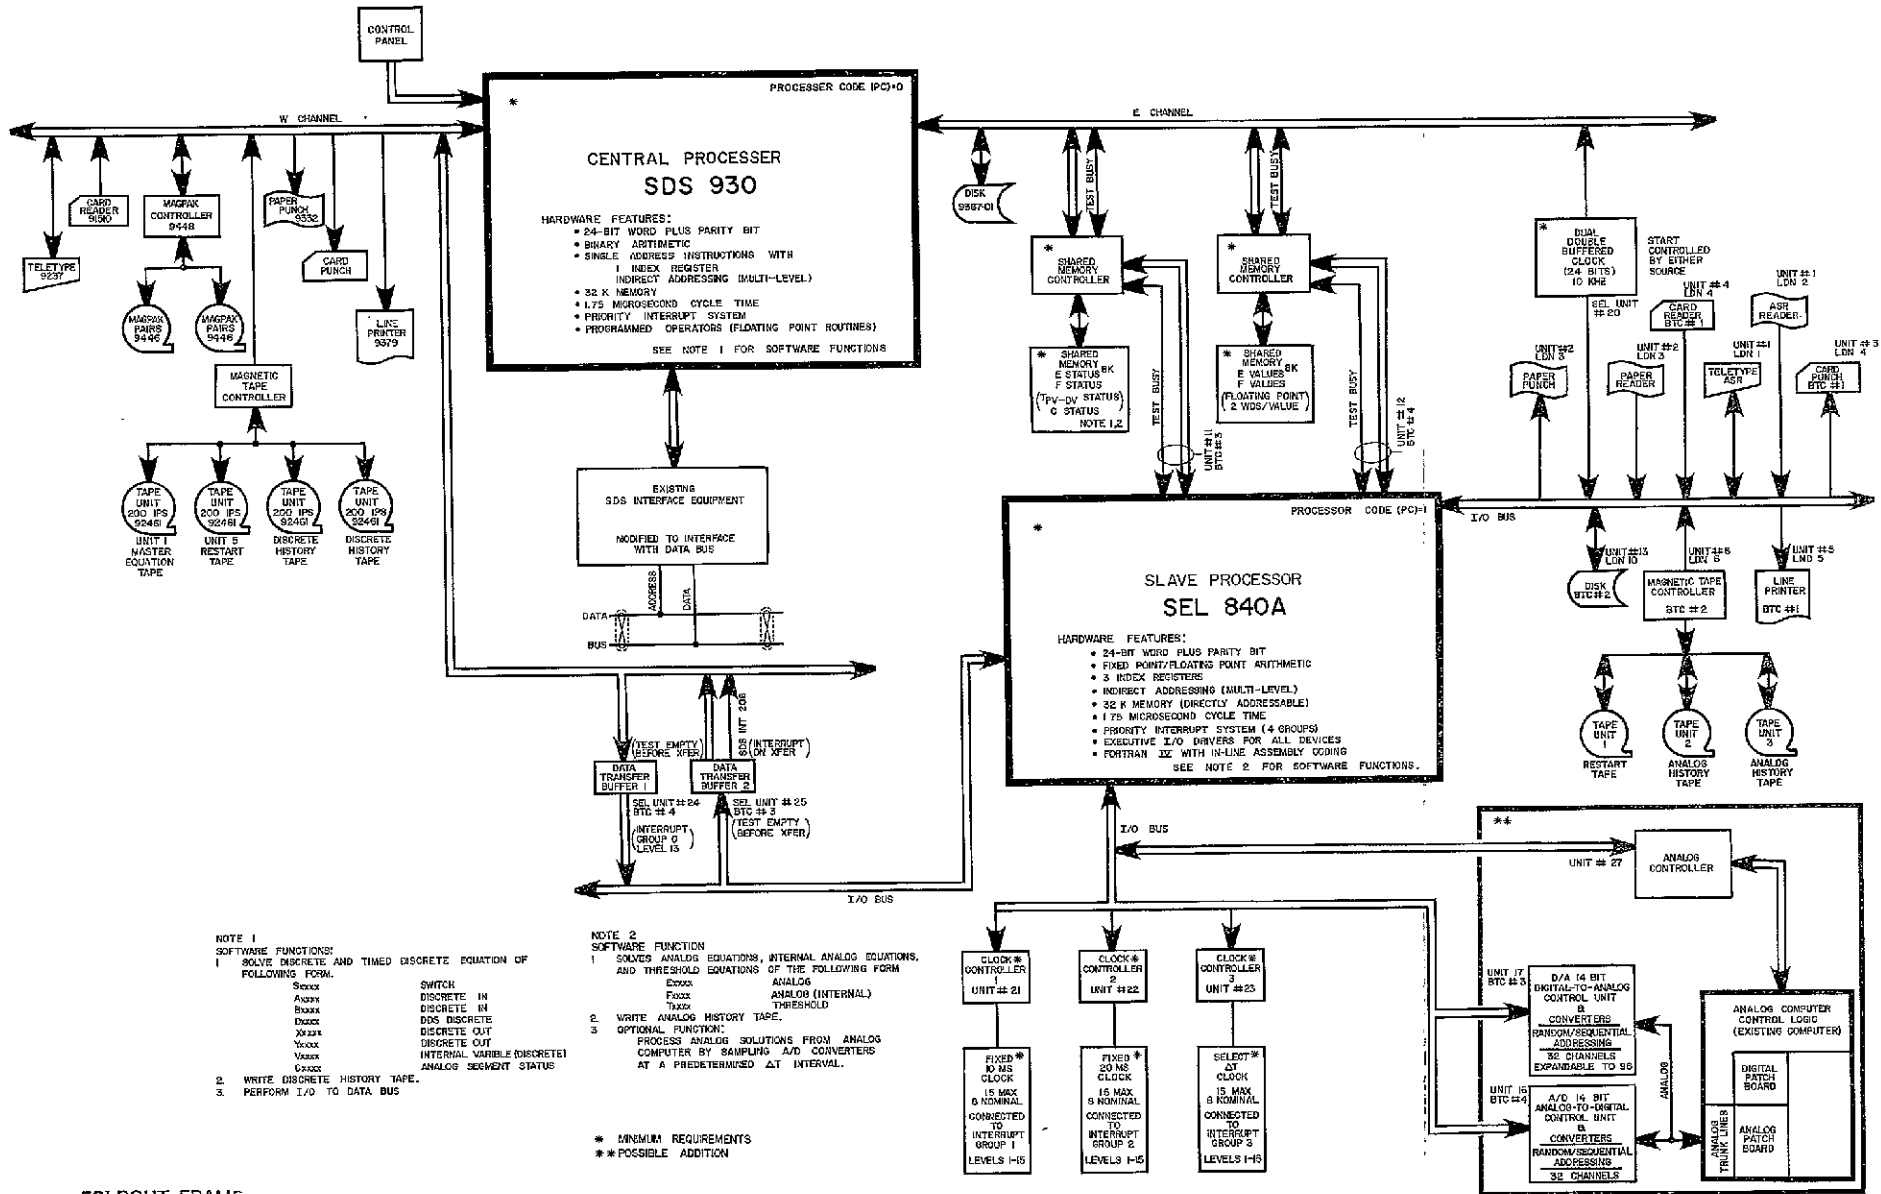 CONTROL
PANEL
W CHANNEL
TELETYPE
9237
CARD
READER
91510
MAGPAK
CONTROLLER
9448
MAGPAK
PAIRS
9446
MAGPAK
PAIRS
9446
PAPER
PUNCH
9332
CARD
PUNCH
LINE
PRINTER
9379
MAGNETIC
TAPE
CONTROLLER
TAPE
UNIT
200 IPS
92461
UNIT 1
MASTER
EQUATION
TAPE
TAPE
UNIT
200 IPS
92461
UNIT 5
RESTART
TAPE
TAPE
UNIT
200 IPS
92461
DISCRETE
HISTORY
TAPE
TAPE
UNIT
200 IPS
92461
DISCRETE
HISTORY
TAPE
PROCESSER CODE (PC)=0
*
CENTRAL PROCESSER
SDS 930
HARDWARE FEATURES:
• 24-BIT WORD PLUS PARITY BIT
• BINARY ARITHMETIC
• SINGLE ADDRESS INSTRUCTIONS WITH
1 INDEX REGISTER
INDIRECT ADDRESSING (MULTI-LEVEL)
• 32 K MEMORY
• 1.75 MICROSECOND CYCLE TIME
• PRIORITY INTERRUPT SYSTEM
• PROGRAMMED OPERATORS (FLOATING POINT ROUTINES)
SEE NOTE 1 FOR SOFTWARE FUNCTIONS
EXISTING
SDS INTERFACE EQUIPMENT
MODIFIED TO INTERFACE
WITH DATA BUS
ADDRESS
DATA
DATA
BUS
E CHANNEL
DISK
9367-01
TEST BUSY
TEST BUSY
* SHARED
MEMORY
CONTROLLER
* SHARED
MEMORY
CONTROLLER
* SHARED
MEMORY 8K
E STATUS
F STATUS
(TPV-DV STATUS)
C STATUS
NOTE 1,2
* SHARED
MEMORY 8K
E VALUES
F VALUES
(FLOATING POINT)
(2 WDS/VALUE)
TEST BUSY
UNIT #11
BTC #3
TEST BUSY
UNIT #12
BTC #4
* DUAL
DOUBLE
BUFFERED
CLOCK
(24 BITS)
10 KHZ
START
CONTROLLED
BY EITHER
SOURCE
SEL UNIT
#20
UNIT #2
LDN 3
PAPER
PUNCH
UNIT #2
LDN 3
PAPER
READER
UNIT #4
LDN 4
CARD
READER
BTC #1
UNIT #1
LDN 1
TELETYPE
ASR
UNIT #1
LDN 2
ASR
READER
UNIT #3
LDN 4
CARD
PUNCH
BTC #1
I/O BUS
UNIT #13
LDN 10
DISK
BTC #2
UNIT #6
LDN 6
MAGNETIC TAPE
CONTROLLER
BTC #2
UNIT #5
LND 5
LINE
PRINTER
BTC #1
TAPE
UNIT
1
RESTART
TAPE
TAPE
UNIT
2
ANALOG
HISTORY
TAPE
TAPE
UNIT
3
ANALOG
HISTORY
TAPE
PROCESSOR CODE (PC)=1
*
SLAVE PROCESSOR
SEL 840A
HARDWARE FEATURES:
• 24-BIT WORD PLUS PARITY BIT
• FIXED POINT/FLOATING POINT ARITHMETIC
• 3 INDEX REGISTERS
• INDIRECT ADDRESSING (MULTI-LEVEL)
• 32 K MEMORY (DIRECTLY ADDRESSABLE)
• 1.75 MICROSECOND CYCLE TIME
• PRIORITY INTERRUPT SYSTEM (4 GROUPS)
• EXECUTIVE I/O DRIVERS FOR ALL DEVICES
• FORTRAN IV WITH IN-LINE ASSEMBLY CODING
SEE NOTE 2 FOR SOFTWARE FUNCTIONS.
(TEST EMPTY
BEFORE XFER)
DATA
TRANSFER
BUFFER 1
SEL UNIT #24
BTC #4
(INTERRUPT
GROUP 0
LEVEL 13)
SDS INT 206
(INTERRUPT
ON XFER)
DATA
TRANSFER
BUFFER 2
SEL UNIT #25
BTC #3
(TEST EMPTY
BEFORE XFER)
I/O BUS
I/O BUS
UNIT # 27
CLOCK*
CONTROLLER
1
UNIT #21
CLOCK*
CONTROLLER
2
UNIT #22
CLOCK*
CONTROLLER
3
UNIT #23
FIXED *
10 MS
CLOCK
15 MAX
8 NOMINAL
CONNECTED
TO
INTERRUPT
GROUP 1
LEVELS 1-15
FIXED *
20 MS
CLOCK
15 MAX
8 NOMINAL
CONNECTED
TO
INTERRUPT
GROUP 2
LEVELS 1-15
SELECT*
ΔT
CLOCK
15 MAX
8 NOMINAL
CONNECTED
TO
INTERRUPT
GROUP 3
LEVELS 1-15
**
ANALOG
CONTROLLER
UNIT 17
BTC #3
D/A 14 BIT
DIGITAL-TO-ANALOG
CONTROL UNIT
&
CONVERTERS
RANDOM/SEQUENTIAL
ADDRESSING
32 CHANNELS
EXPANDABLE TO 96
UNIT 16
BTC #4
A/D 14 BIT
ANALOG-TO-DIGITAL
CONTROL UNIT
&
CONVERTERS
RANDOM/SEQUENTIAL
ADDRESSING
32 CHANNELS
ANALOG
ANALOG COMPUTER
CONTROL LOGIC
(EXISTING COMPUTER)
DIGITAL
PATCH
BOARD
ANALOG
TRUNK LINES
ANALOG
PATCH
BOARD
NOTE 1
SOFTWARE FUNCTIONS:
1 SOLVE DISCRETE AND TIMED DISCRETE EQUATION OF
FOLLOWING FORM.
Sxxxx SWITCH
Axxxx DISCRETE IN
Bxxxx DISCRETE IN
Dxxxx DDS DISCRETE
Xxxxx DISCRETE OUT
Yxxxx DISCRETE OUT
Vxxxx INTERNAL VARIABLE (DISCRETE)
Cxxxx ANALOG SEGMENT STATUS
2. WRITE DISCRETE HISTORY TAPE.
3. PERFORM I/O TO DATA BUS
NOTE 2
SOFTWARE FUNCTION
1 SOLVES ANALOG EQUATIONS, INTERNAL ANALOG EQUATIONS,
AND THRESHOLD EQUATIONS OF THE FOLLOWING FORM
Exxxx ANALOG
Fxxxx ANALOG (INTERNAL)
Txxxx THRESHOLD
2. WRITE ANALOG HISTORY TAPE.
3 OPTIONAL FUNCTION:
PROCESS ANALOG SOLUTIONS FROM ANALOG
COMPUTER BY SAMPLING A/D CONVERTERS
AT A PREDETERMINED ΔT INTERVAL.
* MINIMUM REQUIREMENTS
** POSSIBLE ADDITION